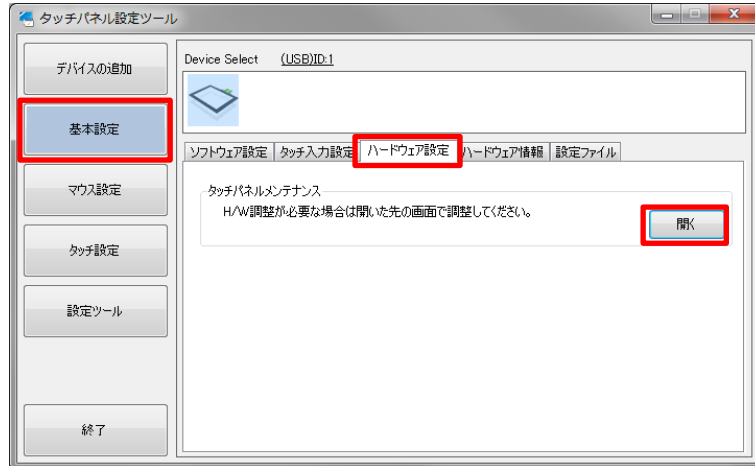 タッチパネル設定ツール
デバイスの追加
基本設定
マウス設定
タッチ設定
設定ツール
終了
Device Select (USB)ID:1
ソフトウェア設定 タッチ入力設定 ハードウェア設定 ハードウェア情報 設定ファイル
タッチパネルメンテナンス
H/W調整が必要な場合は開いた先の画面で調整してください。
開く